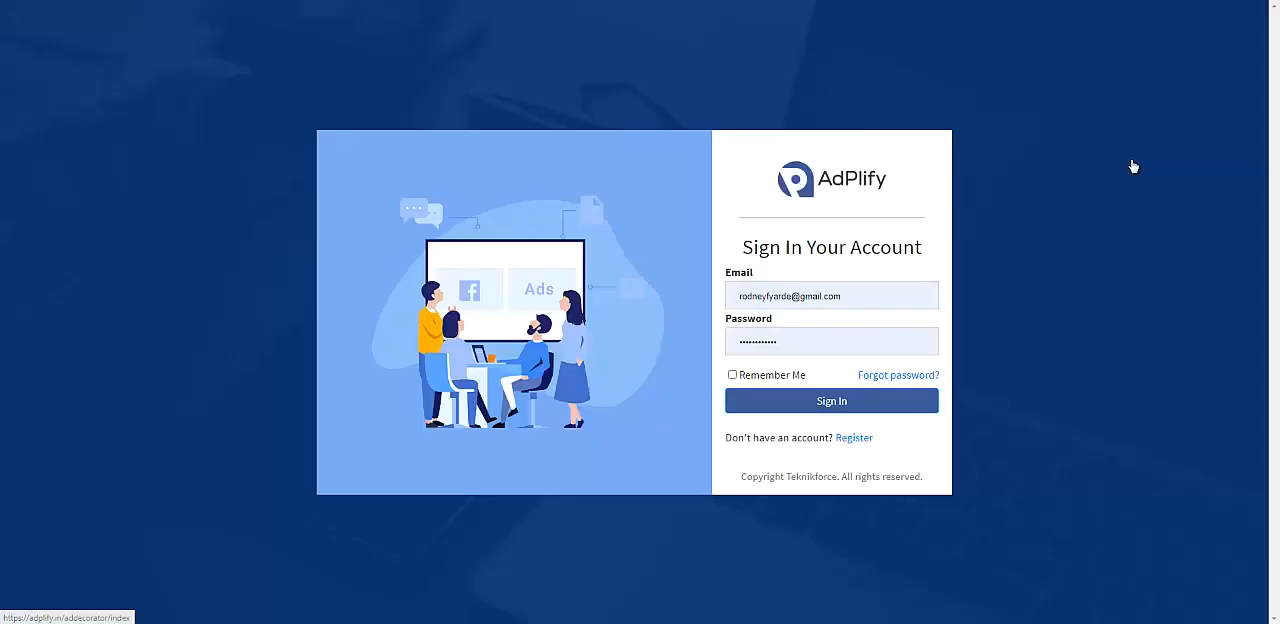 AdPlify
Sign In Your Account
Email
rodneyfyarde@gmail.com
Password
••••••••••••
Remember Me
Forgot password?
Sign In
Don't have an account? Register
Copyright Teknikforce. All rights reserved.
Ads
https://adplify.in/addecorator/index